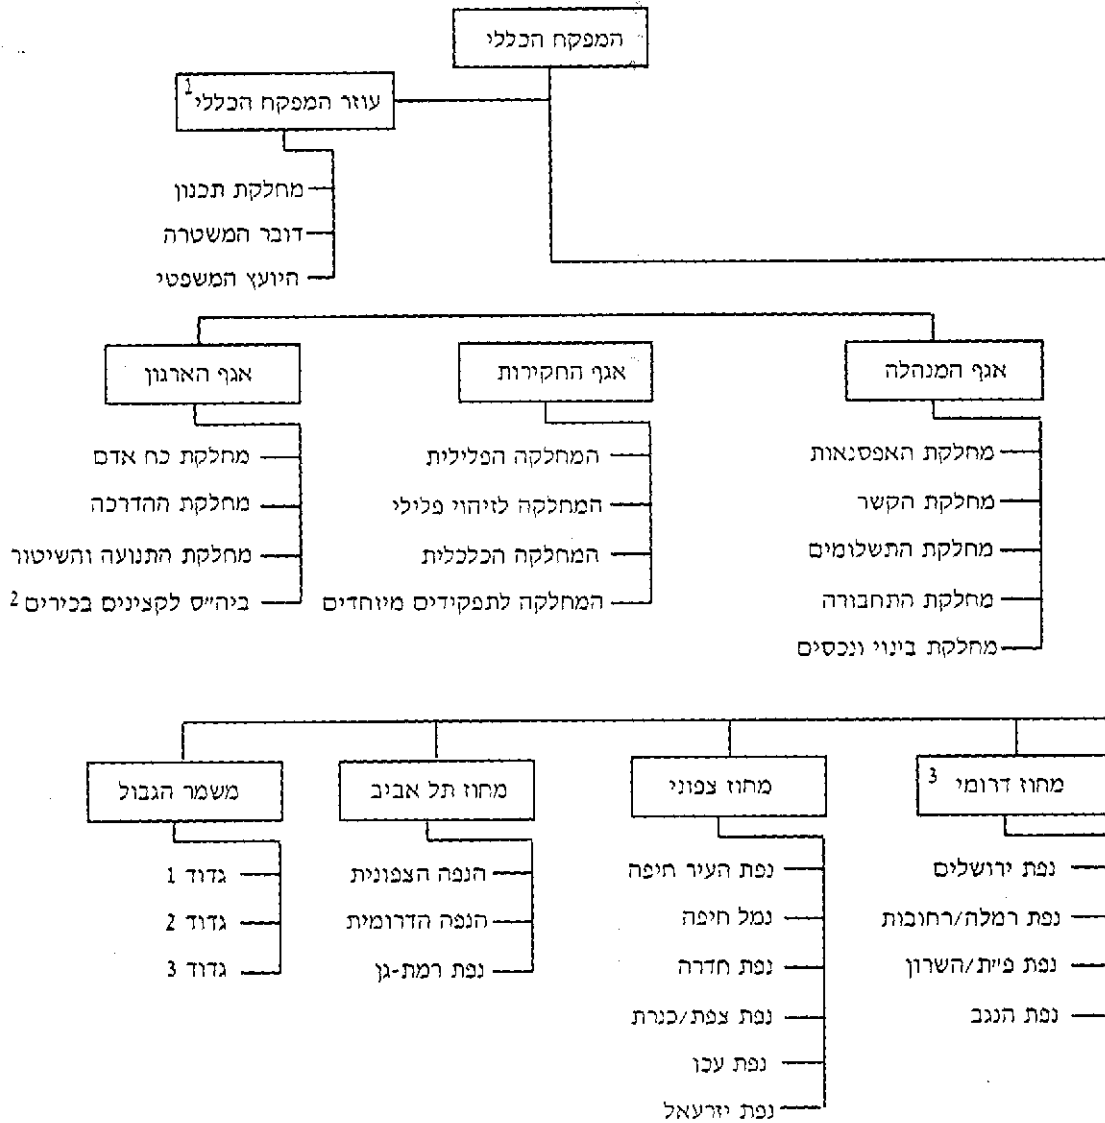 המפקח הכללי
עוזר המפקח הכללי 1
מחלקת תכנון
דובר המשטרה
היועץ המשפטי
אגף המנהלה
מחלקת האפסנאות
מחלקת הקשר
מחלקת התשלומים
מחלקת התחבורה
מחלקת בינוי ונכסים
אגף החקירות
המחלקה הפלילית
המחלקה לזיהוי פלילי
המחלקה הכלכלית
המחלקה לתפקידים מיוחדים
אגף הארגון
מחלקת כח אדם
מחלקת ההדרכה
מחלקת התנועה והשיטור
ביה״ס לקצינים בכירים 2
מחוז דרומי 3
נפת ירושלים
נפת רמלה/רחובות
נפת פ״ת/השרון
נפת הנגב
מחוז צפוני
נפת העיר חיפה
נמל חיפה
נפת חדרה
נפת צפת/כנרת
נפת עכו
נפת יזרעאל
מחוז תל אביב
הנפה הצפונית
הנפה הדרומית
נפת רמת-גן
משמר הגבול
גדוד 1
גדוד 2
גדוד 3